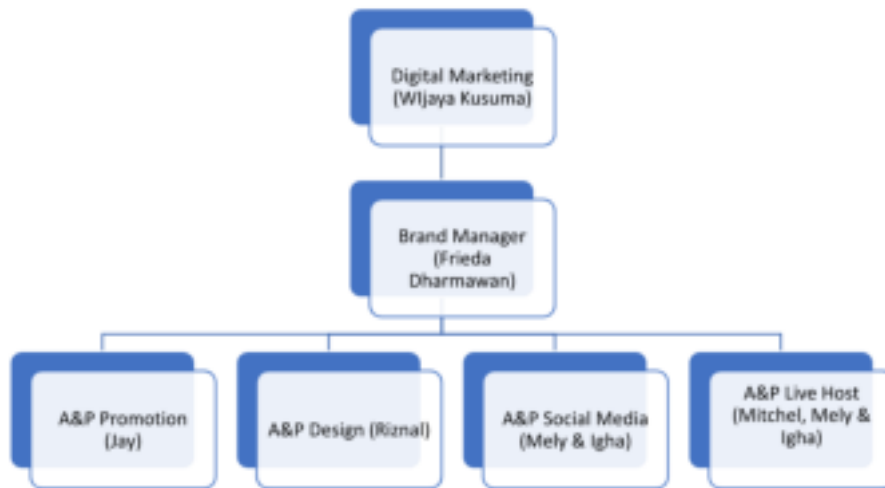 Digital Marketing
(WIjaya Kusuma)
Brand Manager
(Frieda
Dharmawan)
A&P Promotion
(Jay)
A&P Design (Riznal)
A&P Social Media
(Mely & Igha)
A&P Live Host
(Mitchel, Mely &
Igha)